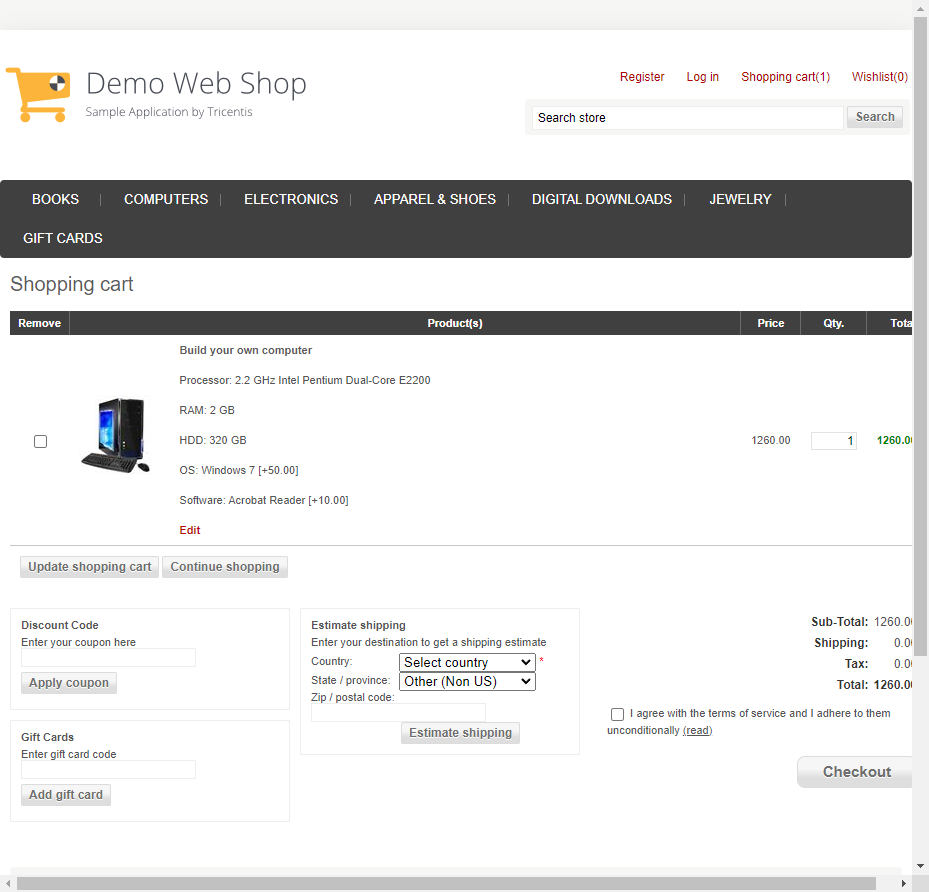 Demo Web Shop
Sample Application by Tricentis
Register Log in Shopping cart(1) Wishlist(0)
Search store Search
BOOKS COMPUTERS ELECTRONICS APPAREL & SHOES DIGITAL DOWNLOADS JEWELRY
GIFT CARDS
Shopping cart
Remove Product(s) Price Qty. Tota
Build your own computer
Processor: 2.2 GHz Intel Pentium Dual-Core E2200
RAM: 2 GB
HDD: 320 GB 1260.00 1 1260.0
OS: Windows 7 [+50.00]
Software: Acrobat Reader [+10.00]
Edit
Update shopping cart Continue shopping
Discount Code
Enter your coupon here
Apply coupon
Gift Cards
Enter gift card code
Add gift card
Estimate shipping
Enter your destination to get a shipping estimate
Country: Select country *
State / province: Other (Non US)
Zip / postal code:
Estimate shipping
Sub-Total: 1260.0
Shipping: 0.0
Tax: 0.0
Total: 1260.0
I agree with the terms of service and I adhere to them
unconditionally (read)
Checkout